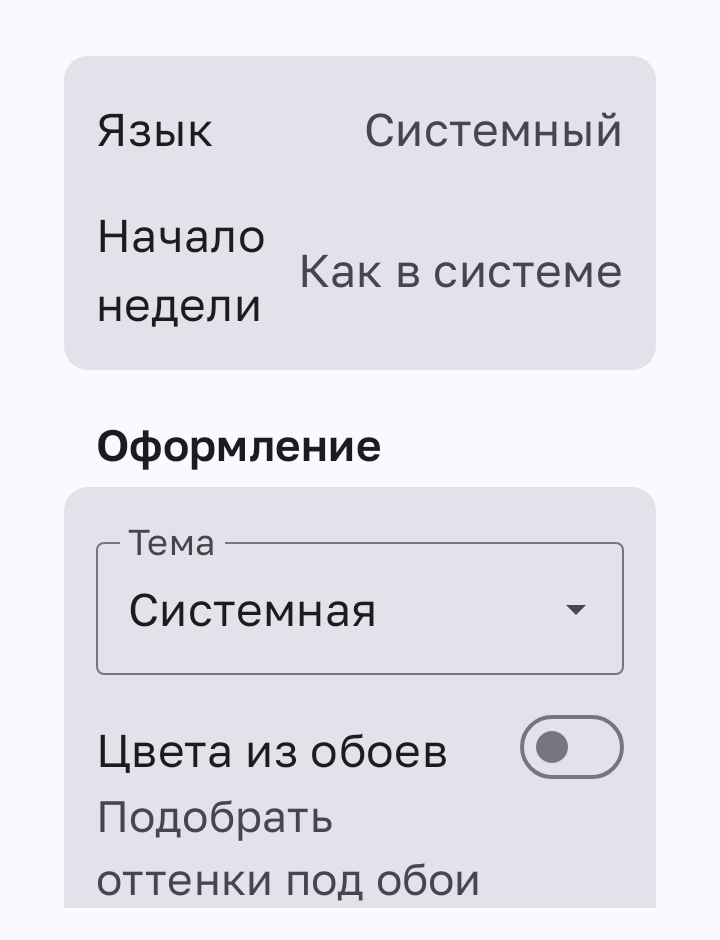 Язык
Системный
Начало
недели
Как в системе
Оформление
Тема
Системная
Цвета из обоев
Подобрать
оттенки под обои